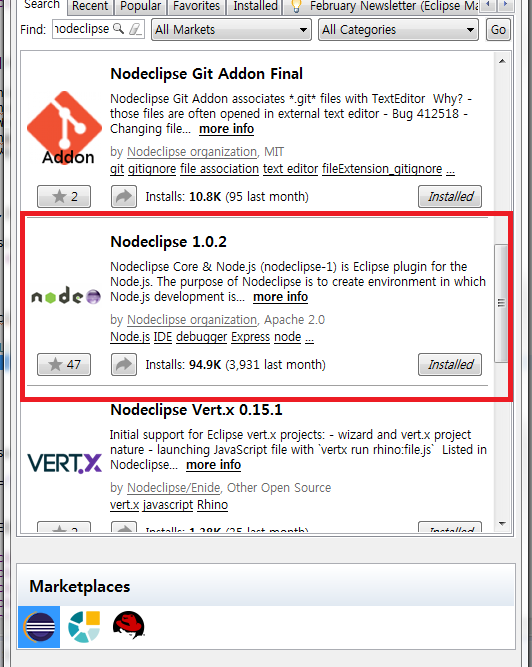 Search Recent Popular Favorites Installed February Newsletter (Eclipse Ma
Find: nodeclipse All Markets All Categories Go
Nodeclipse Git Addon Final
Nodeclipse Git Addon associates *.git* files with TextEditor Why? -
those files are often opened in external text editor - Bug 412518 -
Changing file... more info
Addon
by Nodeclipse organization, MIT
git gitignore file association text editor fileExtension_gitignore ...
2 Installs: 10.8K (95 last month) Installed
Nodeclipse 1.0.2
Nodeclipse Core & Node.js (nodeclipse-1) is Eclipse plugin for the
Node.js. The purpose of Nodeclipse is to create environment in which
Node.js development is... more info
node
by Nodeclipse organization, Apache 2.0
Node.js IDE debugger Express node ...
47 Installs: 94.9K (3,931 last month) Installed
Nodeclipse Vert.x 0.15.1
Initial support for Eclipse vert.x projects: - wizard and vert.x project
nature - launching JavaScript file with `vertx run rhino:file.js` Listed in
Nodeclipse... more info
VERT.X
by Nodeclipse/Enide, Other Open Source
vert.x javascript Rhino
2 Installs: 1.38K (35 last month) Installed
Marketplaces